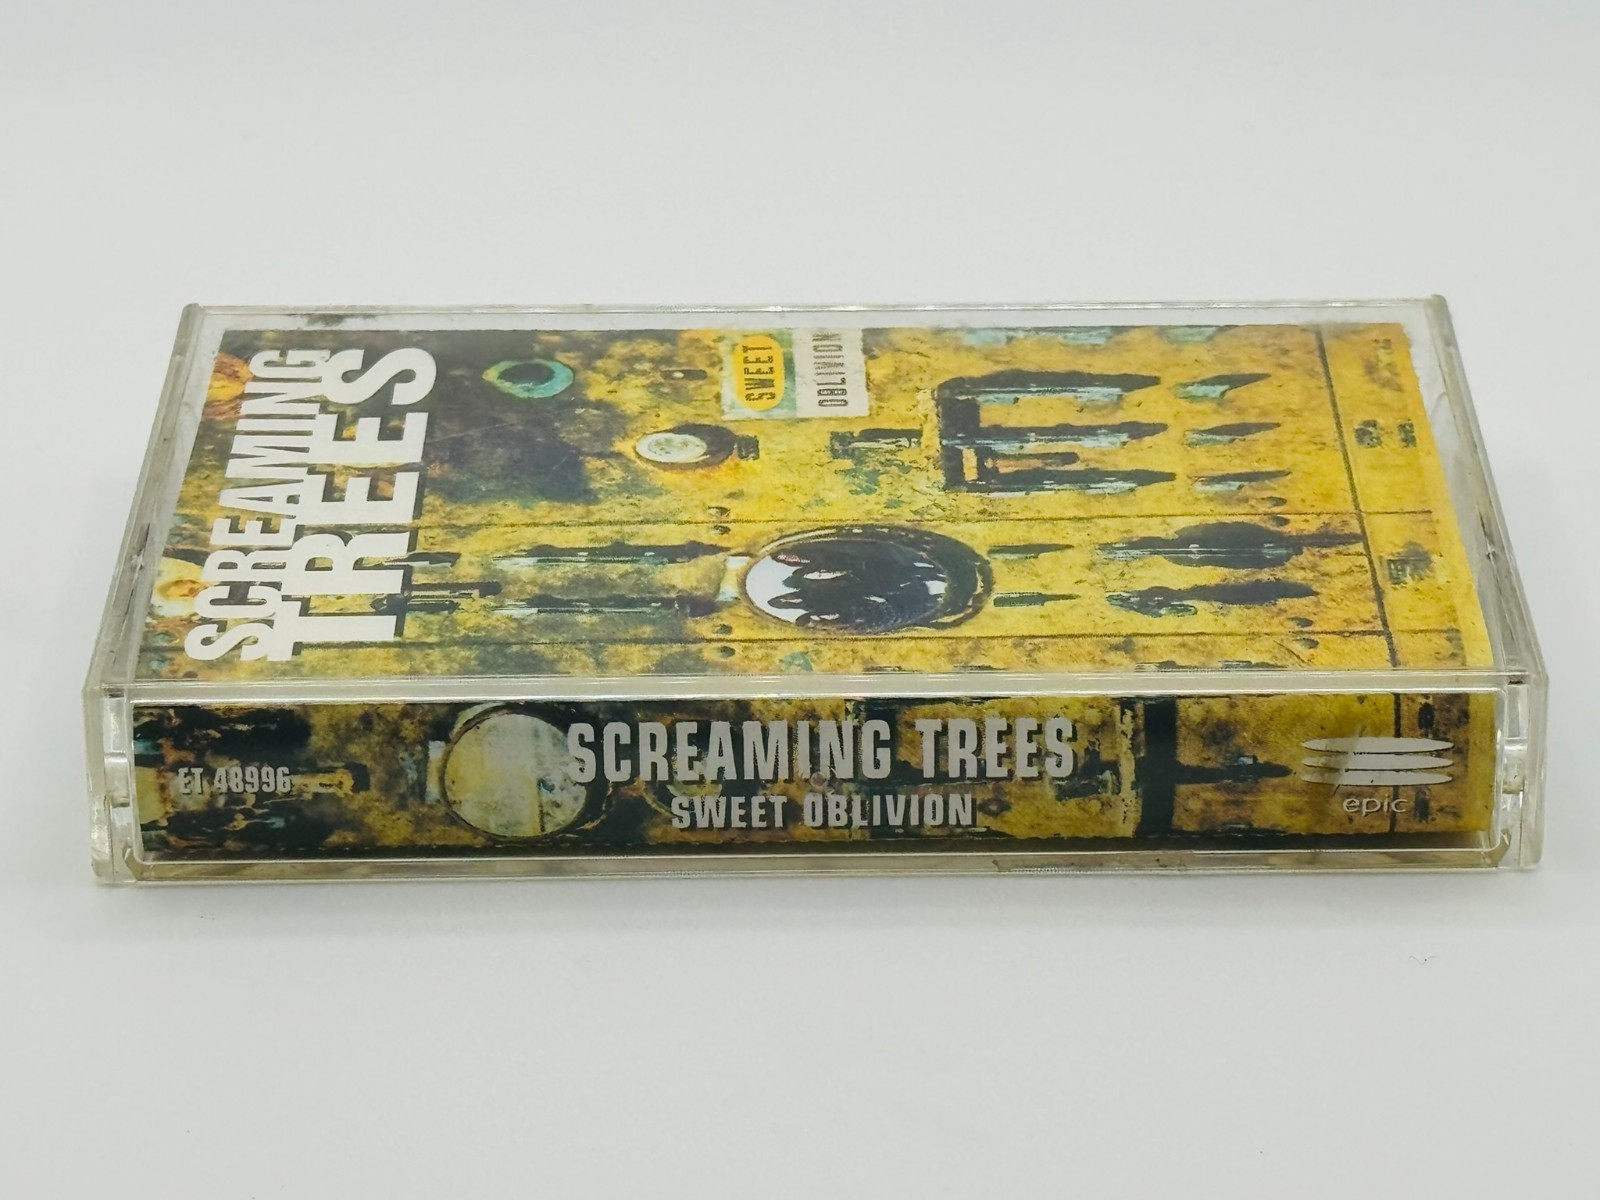 SCREAMING
TREES
SWEET
OBLIVION
ET 48996
SCREAMING TREES
SWEET OBLIVION
epic